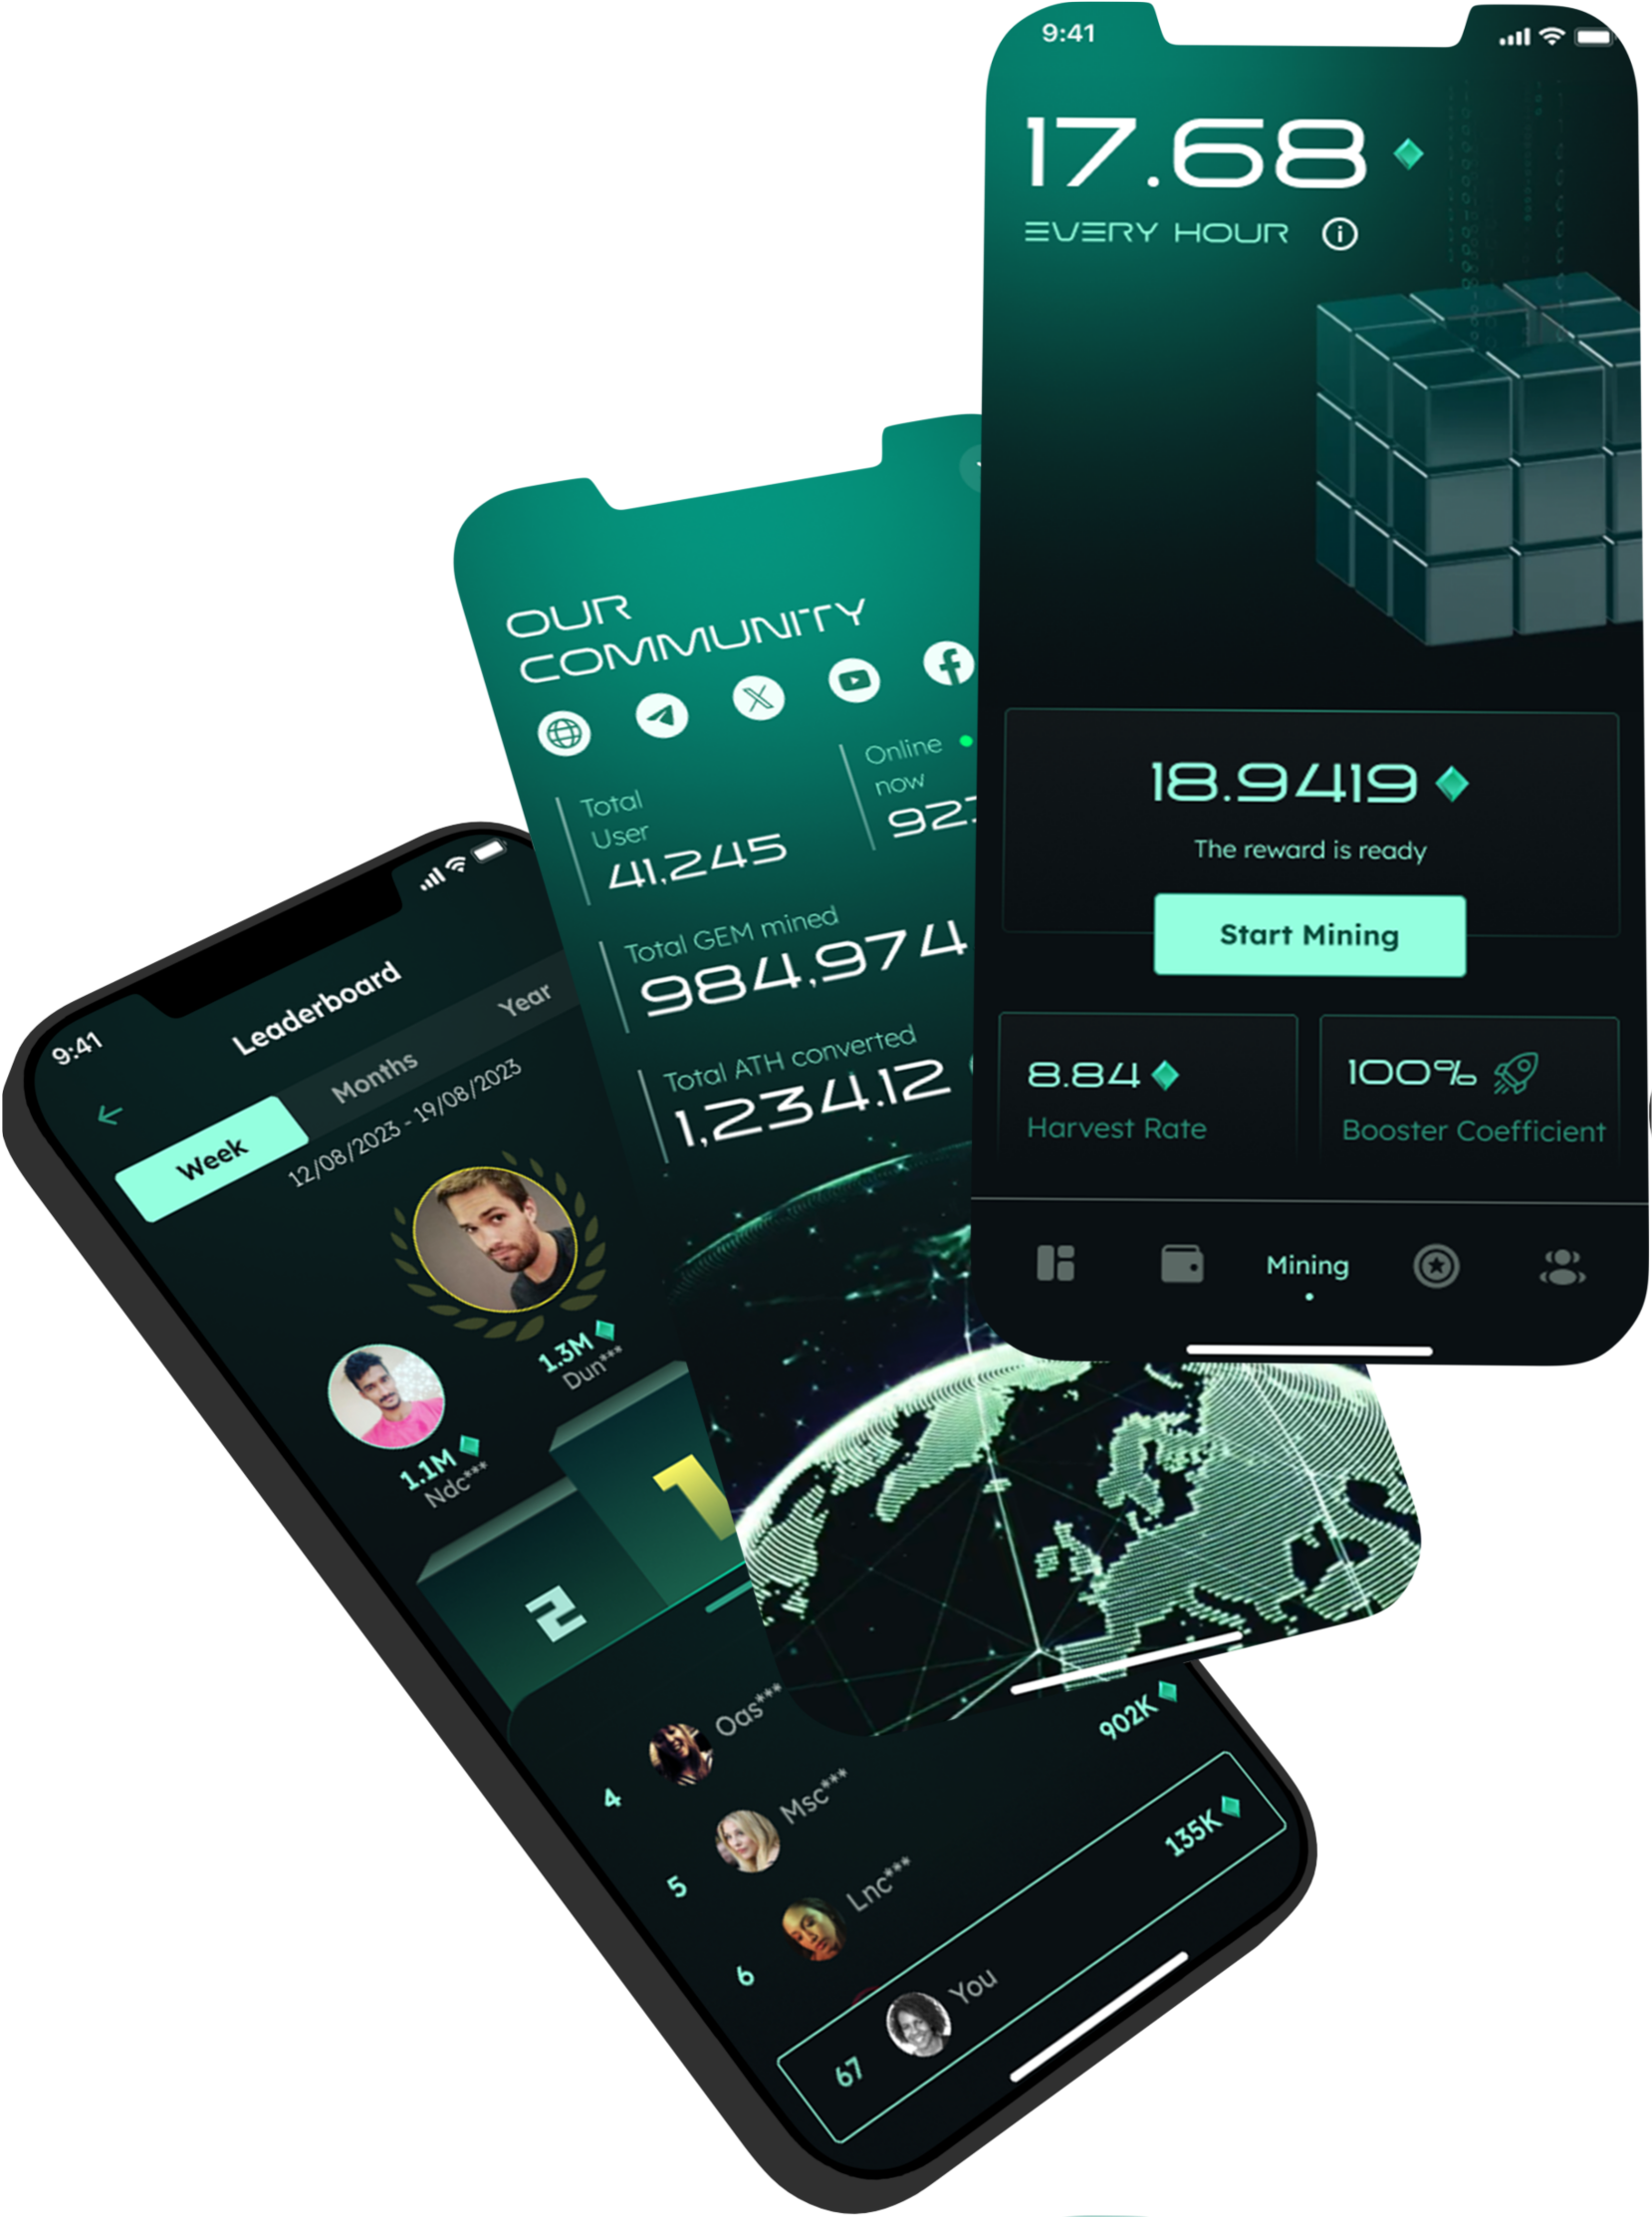 9:41
17.68
EVERY HOUR
18.9419
The reward is ready
Start Mining
8.84
Harvest Rate
100%
Booster Coefficient
Mining
OUR
COMMUNITY
Total
User
41,245
Online
now
Total GEM mined
984,974
Total ATH converted
1,234.12
9:41
Leaderboard
Week
Months
Year
12/08/2023 - 19/08/2023
1.3M
Dun***
1.1M
Ndc***
1
2
4
Oas***
902K
5
Msc***
6
Lnc***
67
You
135K